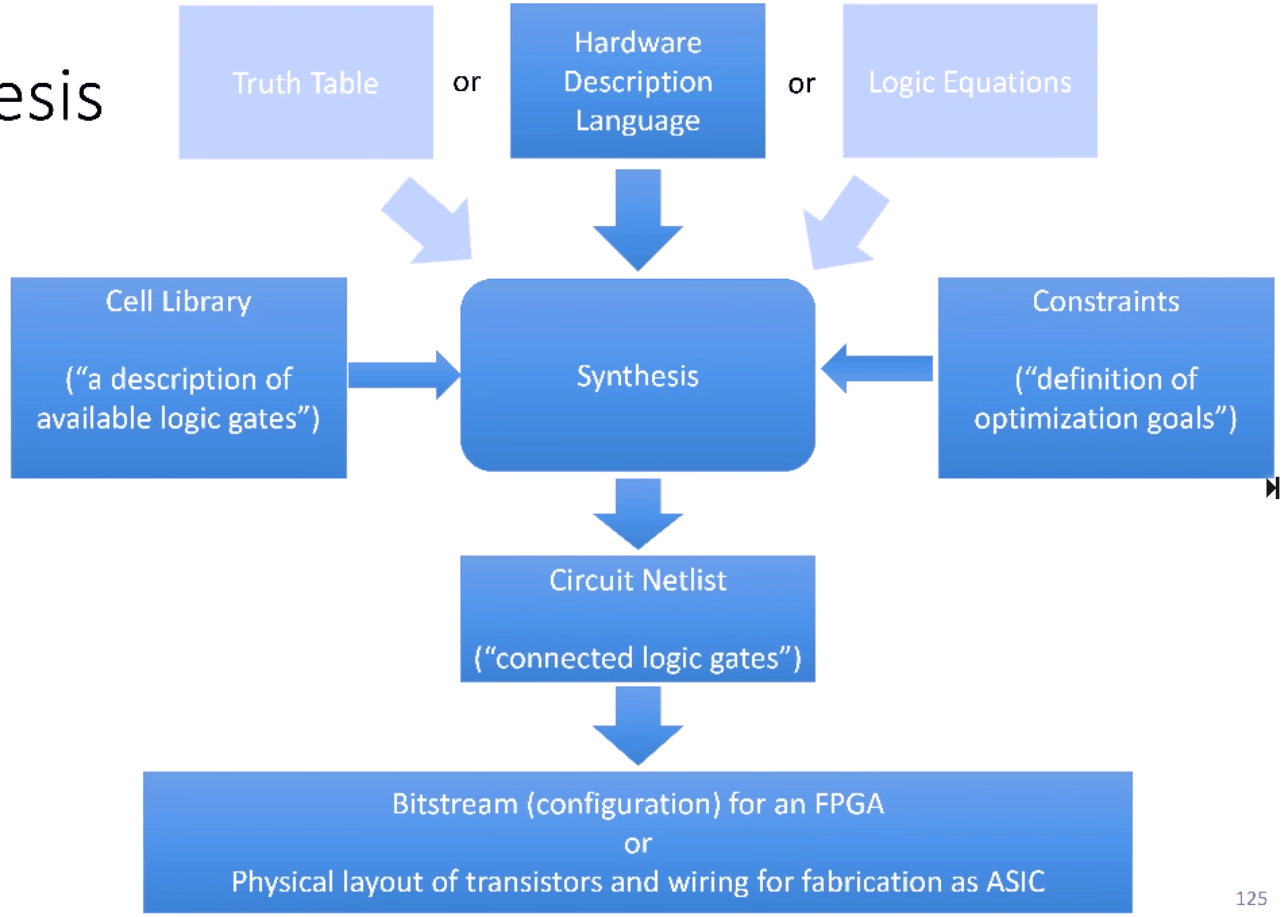 esis
Truth Table
or
Hardware
Description
Language
or
Logic Equations
Cell Library
(“a description of
available logic gates”)
Synthesis
Constraints
(“definition of
optimization goals”)
Circuit Netlist
(“connected logic gates”)
Bitstream (configuration) for an FPGA
or
Physical layout of transistors and wiring for fabrication as ASIC
125